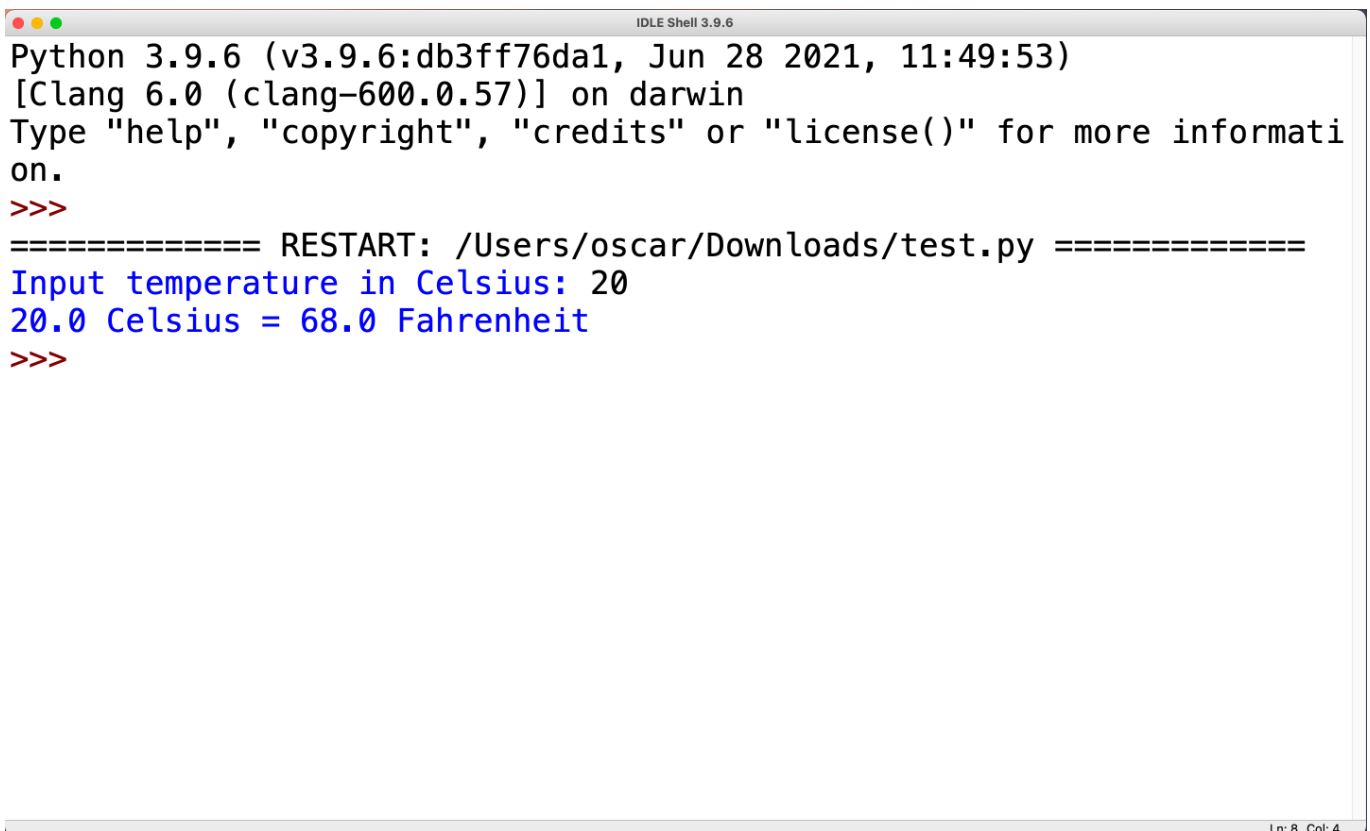 IDLE Shell 3.9.6
Python 3.9.6 (v3.9.6:db3ff76da1, Jun 28 2021, 11:49:53)
[Clang 6.0 (clang-600.0.57)] on darwin
Type "help", "copyright", "credits" or "license()" for more informati
on.
>>>
============= RESTART: /Users/oscar/Downloads/test.py =============
Input temperature in Celsius: 20
20.0 Celsius = 68.0 Fahrenheit
>>>
Ln: 8 Col: 4